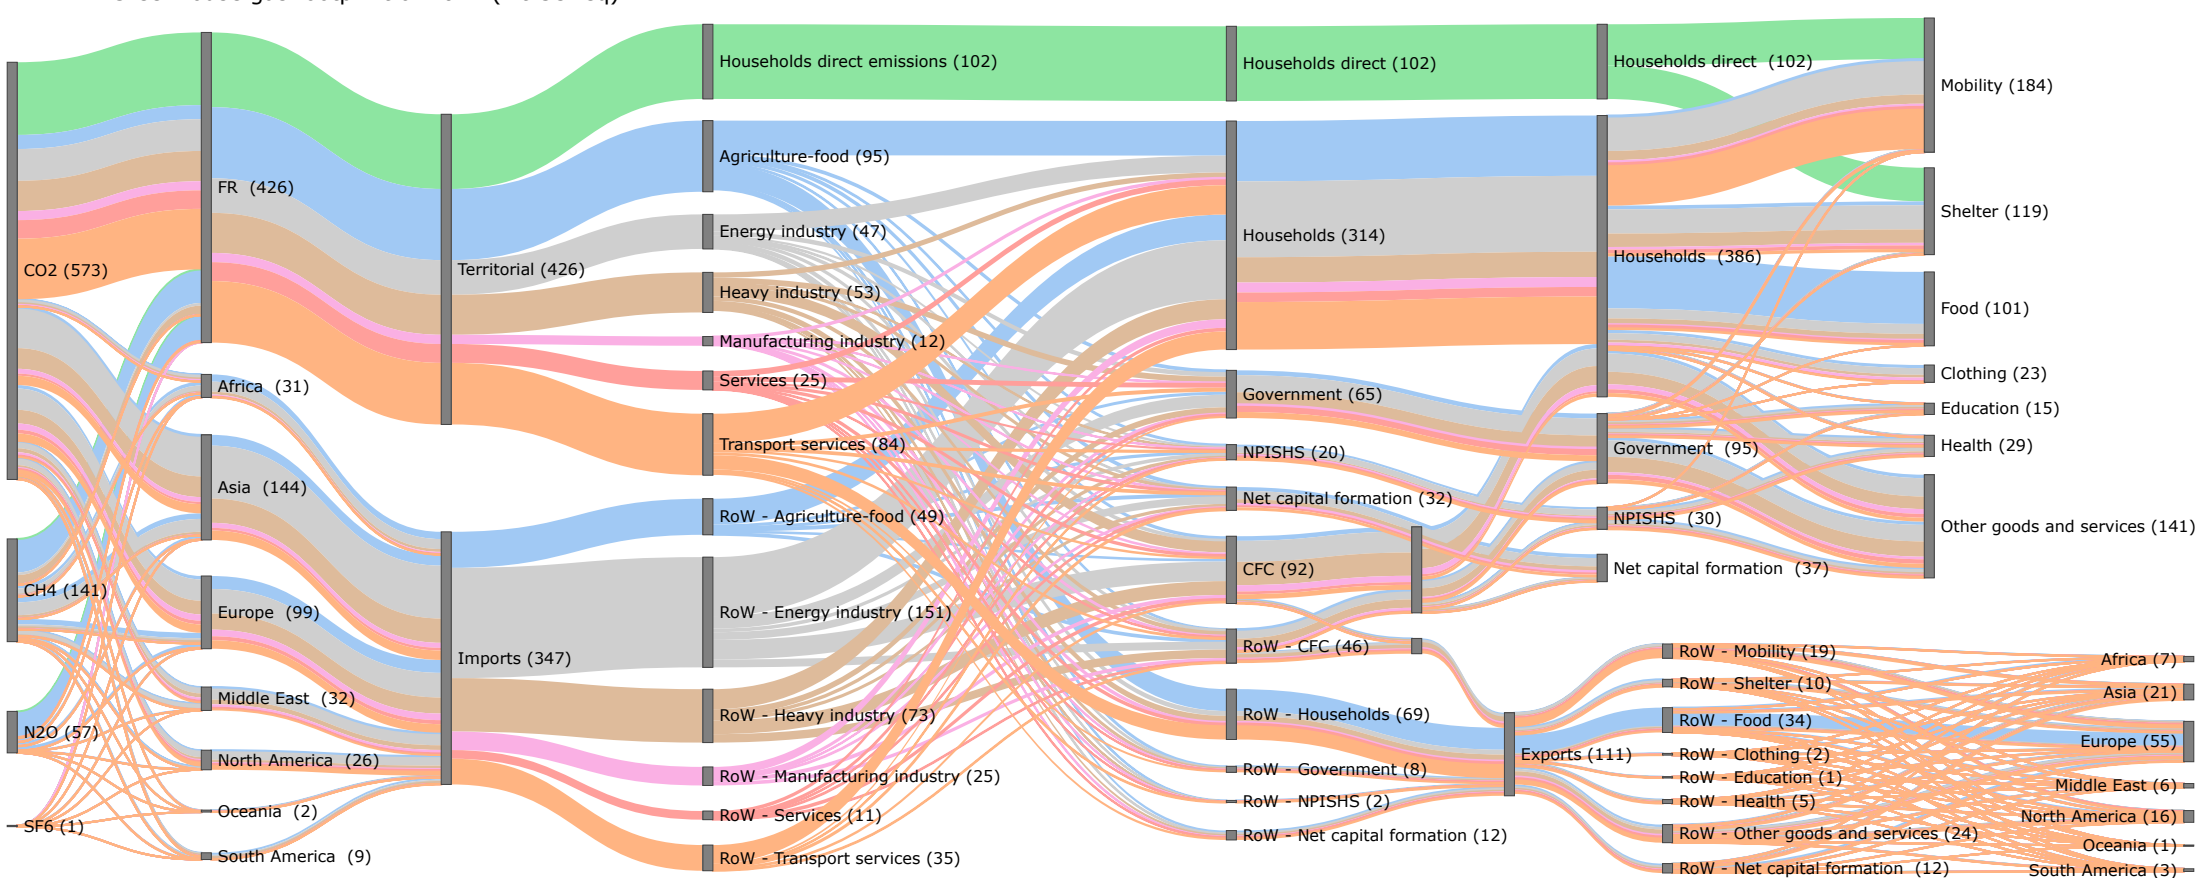 CO2 (573)
CH4 (141)
N2O (57)
SF6 (1)
FR (426)
Africa (31)
Asia (144)
Europe (99)
Middle East (32)
North America (26)
Oceania (2)
South America (9)
Territorial (426)
Imports (347)
Households direct emissions (102)
Agriculture-food (95)
Energy industry (47)
Heavy industry (53)
Manufacturing industry (12)
Services (25)
Transport services (84)
RoW - Agriculture-food (49)
RoW - Energy industry (151)
RoW - Heavy industry (73)
RoW - Manufacturing industry (25)
RoW - Services (11)
RoW - Transport services (35)
Households direct (102)
Households (314)
Government (65)
NPISHS (20)
Net capital formation (32)
CFC (92)
RoW - CFC (46)
RoW - Households (69)
RoW - Government (8)
RoW - NPISHS (2)
RoW - Net capital formation (12)
Exports (111)
Households direct (102)
Households (386)
Government (95)
NPISHS (30)
Net capital formation (37)
RoW - Mobility (19)
RoW - Shelter (10)
RoW - Food (34)
RoW - Clothing (2)
RoW - Education (1)
RoW - Health (5)
RoW - Other goods and services (24)
RoW - Net capital formation (12)
Mobility (184)
Shelter (119)
Food (101)
Clothing (23)
Education (15)
Health (29)
Other goods and services (141)
Africa (7)
Asia (21)
Europe (55)
Middle East (6)
North America (16)
Oceania (1)
South America (3)